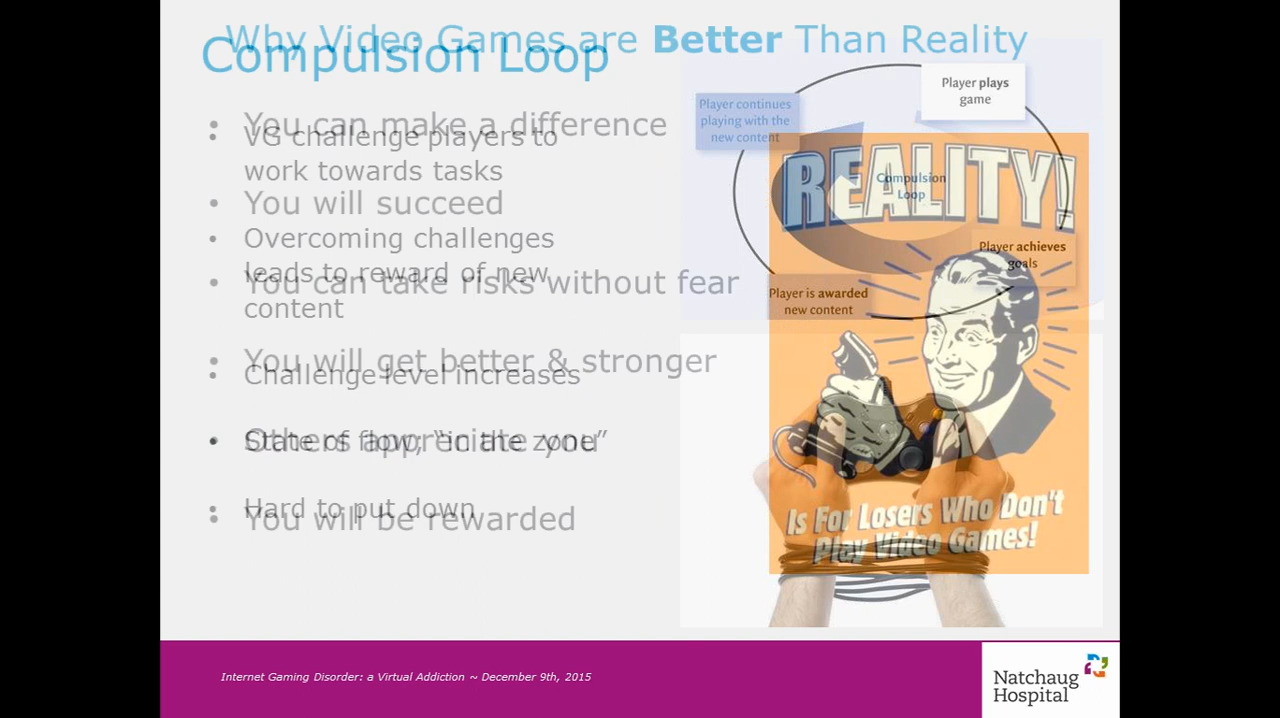 Why Video Games are Better Than Reality
Compulsion Loop
• You can make a difference
• VG challenge players to
work towards tasks
• You will succeed
• Overcoming challenges
leads to reward of new
content
• You can take risks without fear
• You will get better & stronger
• Challenge level increases
• State of flow; “in the zone”
• Others appreciate you
• Hard to put down
• You will be rewarded
Player plays
game
Player continues
playing with the
new content
Compulsion
Loop
Player achieves
goals
Player is awarded
new content
REALITY!
Is For Losers Who Don't
Play Video Games!
Internet Gaming Disorder: a Virtual Addiction ~ December 9th, 2015
Natchaug
Hospital